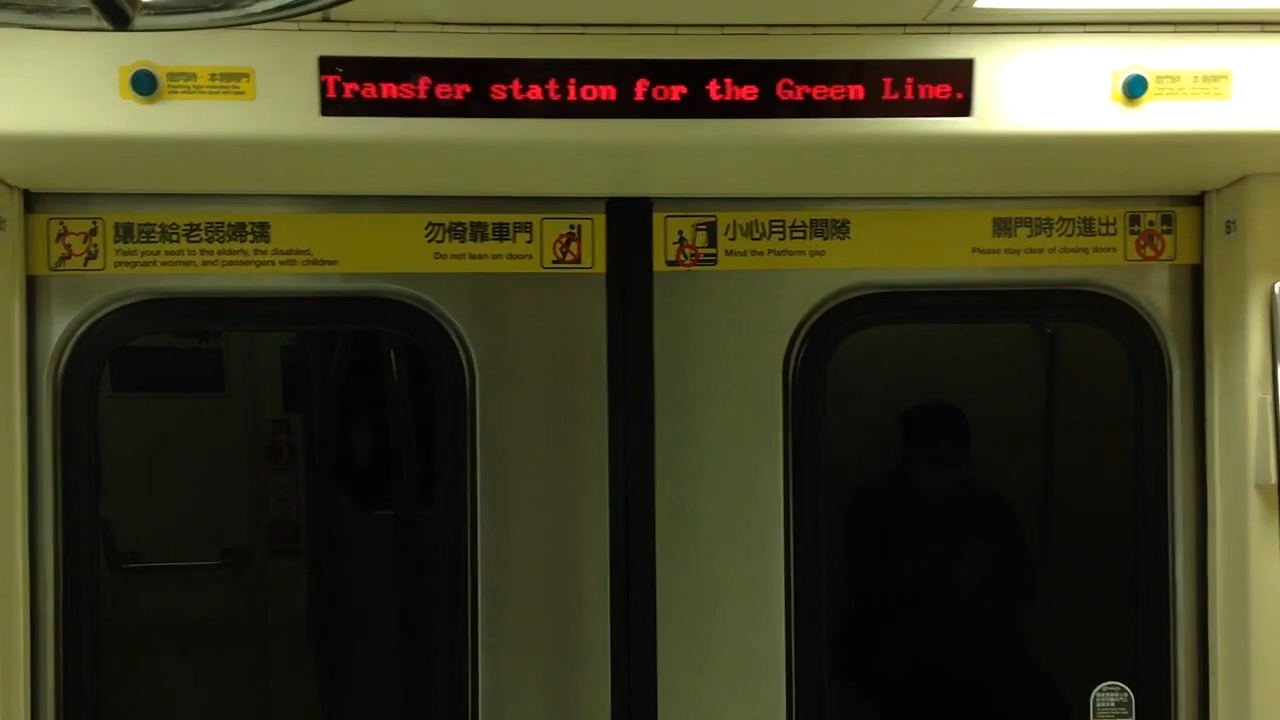 Transfer station for the Green Line.
讓座給老弱婦孺
Yield your seat to the elderly, the disabled,
pregnant women, and passengers with children
勿倚靠車門
Do not lean on doors
小心月台間隙
Mind the Platform gap
關門時勿進出
Please stay clear of closing doors
B1